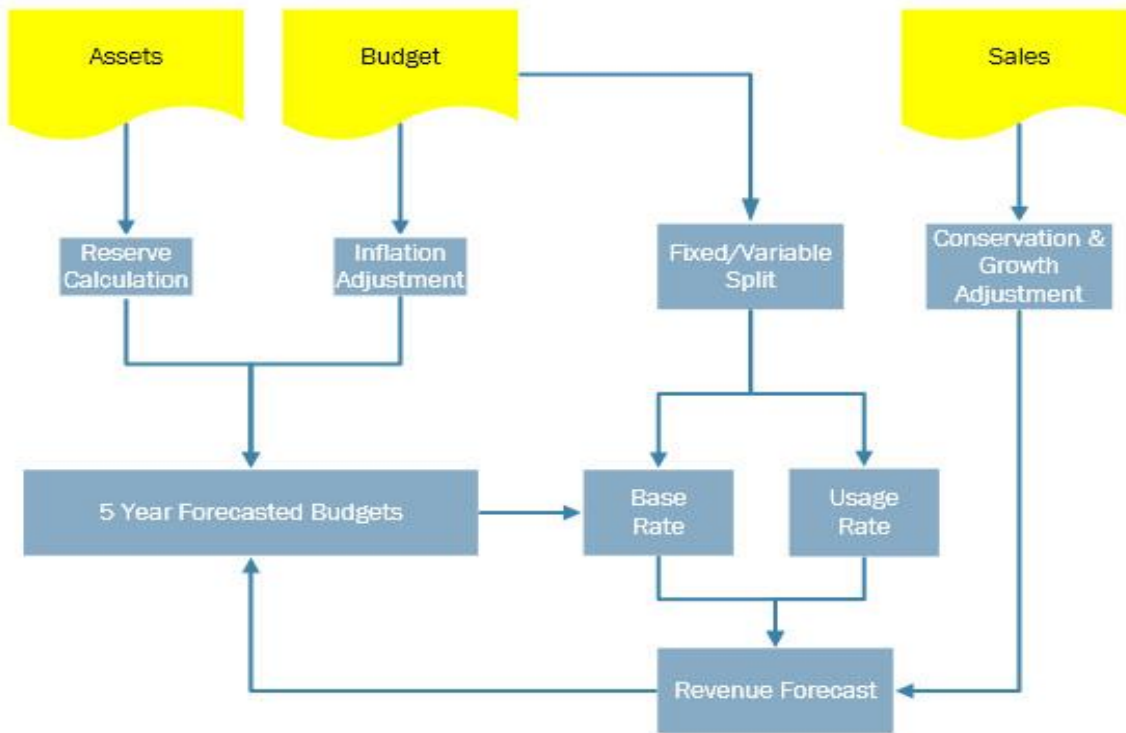 Assets
Budget
Sales
Reserve
Calculation
Inflation
Adjustment
Fixed/Variable
Split
Conservation &
Growth
Adjustment
5 Year Forecasted Budgets
Base
Rate
Usage
Rate
Revenue Forecast